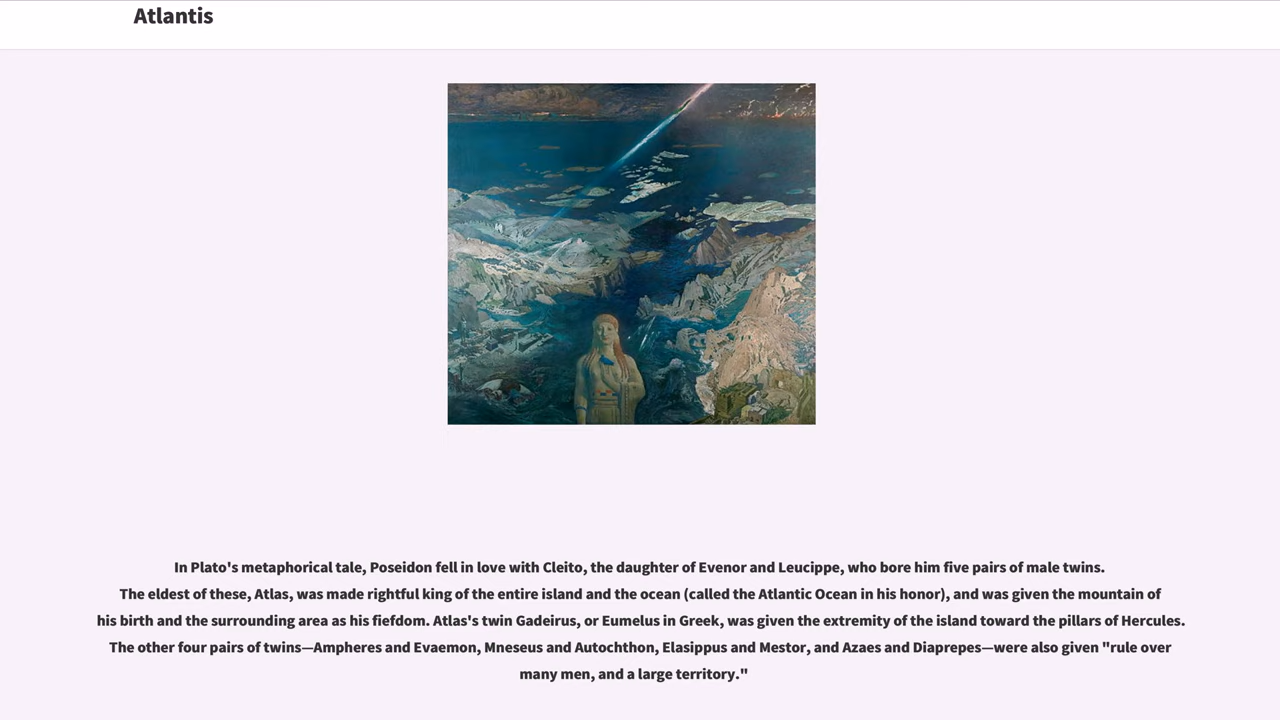 Atlantis
In Plato's metaphorical tale, Poseidon fell in love with Cleito, the daughter of Evenor and Leucippe, who bore him five pairs of male twins.
The eldest of these, Atlas, was made rightful king of the entire island and the ocean (called the Atlantic Ocean in his honor), and was given the mountain of
his birth and the surrounding area as his fiefdom. Atlas's twin Gadeirus, or Eumelus in Greek, was given the extremity of the island toward the pillars of Hercules.
The other four pairs of twins—Ampheres and Evaemon, Mneseus and Autochthon, Elasippus and Mestor, and Azaes and Diaprepes—were also given "rule over
many men, and a large territory."